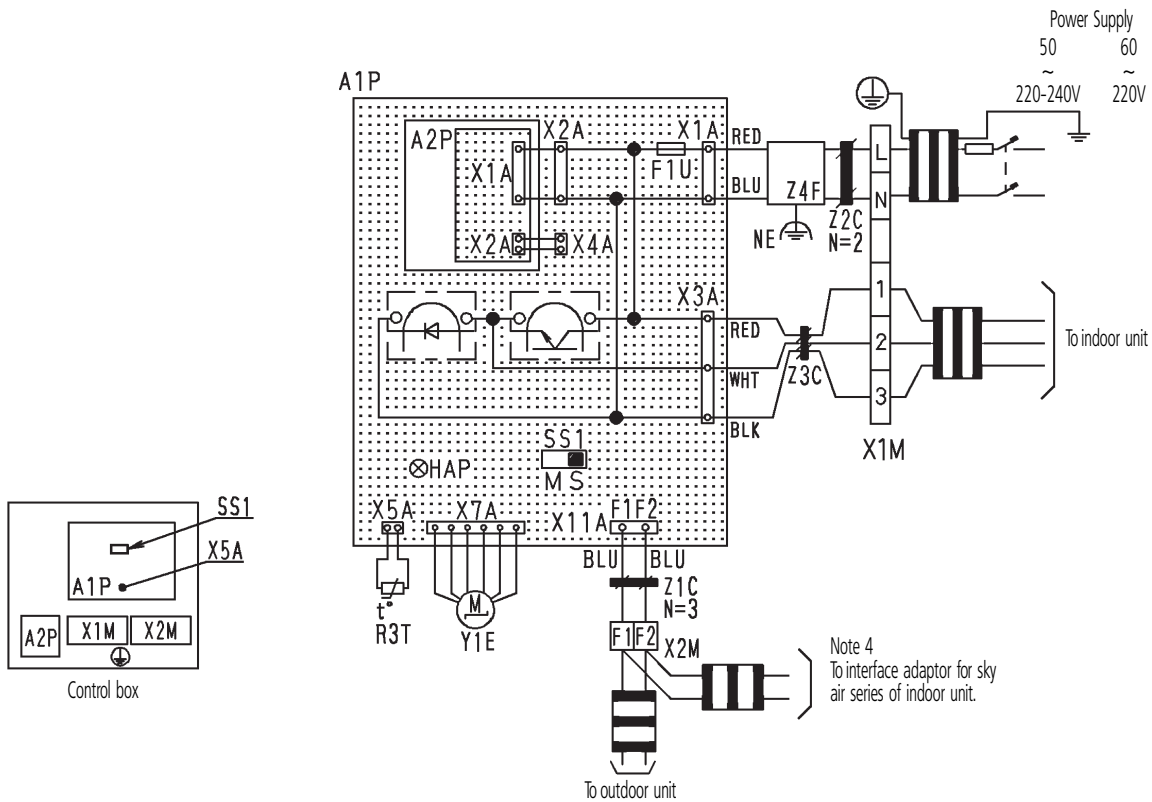 Power Supply
50 60
~ ~
220-240V 220V
A1P
A2P
X2A
X1A
RED
X1A
F1U
BLU
Z4F
L
N
X2A
X4A
NE
Z2C
N=2
X3A
RED
1
WHT
Z3C
2
To indoor unit
BLK
3
X1M
SS1
M S
HAP
X5A
X7A
X11A
F1F2
BLU BLU
Z1C
N=3
t°
R3T
M
Y1E
F1 F2
X2M
SS1
X5A
A1P
A2P
X1M
X2M
Control box
Note 4
To interface adaptor for sky
air series of indoor unit.
To outdoor unit